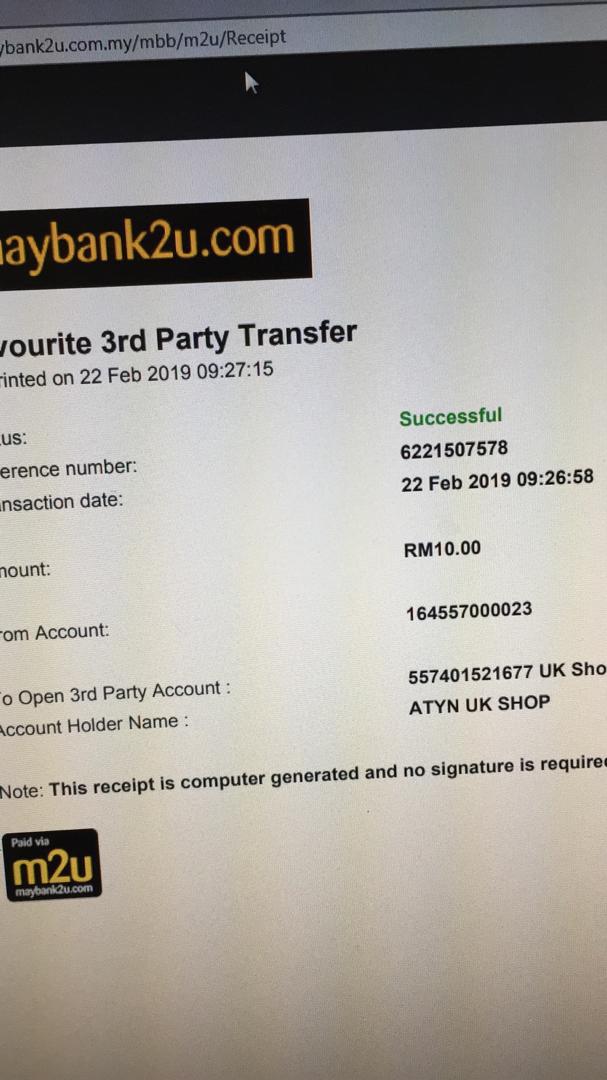 ybank2u.com.my/mbb/m2u/Receipt
aybank2u.com
vourite 3rd Party Transfer
rinted on 22 Feb 2019 09:27:15
us: Successful
erence number: 6221507578
nsaction date: 22 Feb 2019 09:26:58
mount: RM10.00
rom Account: 164557000023
o Open 3rd Party Account : 557401521677 UK Sho
Account Holder Name : ATYN UK SHOP
Note: This receipt is computer generated and no signature is require
Paid via
m2u
maybank2u.com